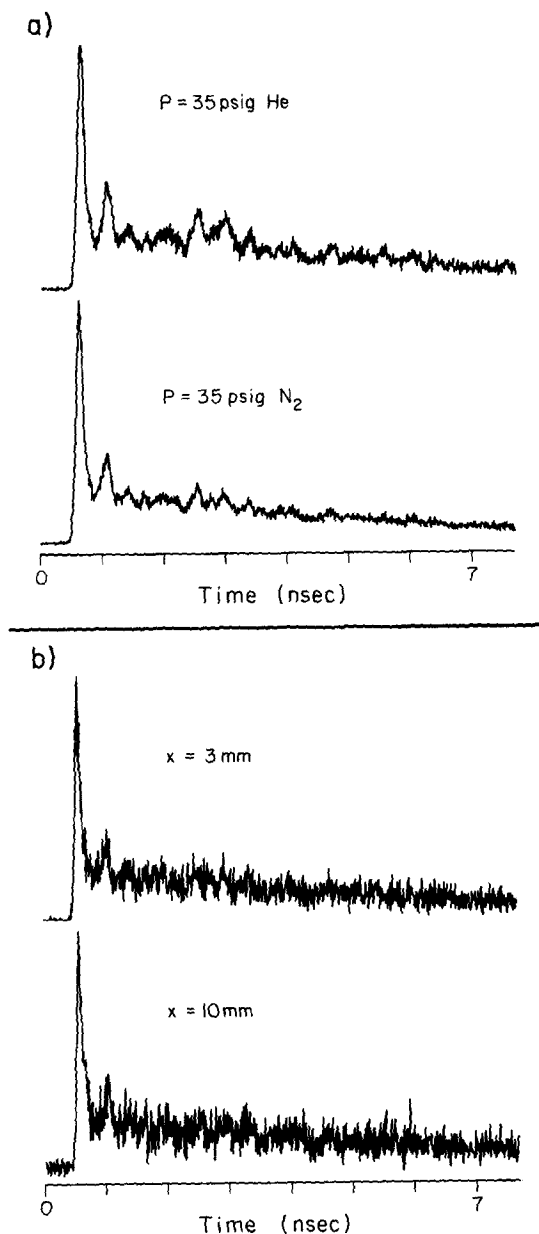 a)
P = 35 psig He
P = 35 psig N₂
0 7
Time (nsec)
b)
x = 3 mm
x = 10 mm
0 7
Time (nsec)